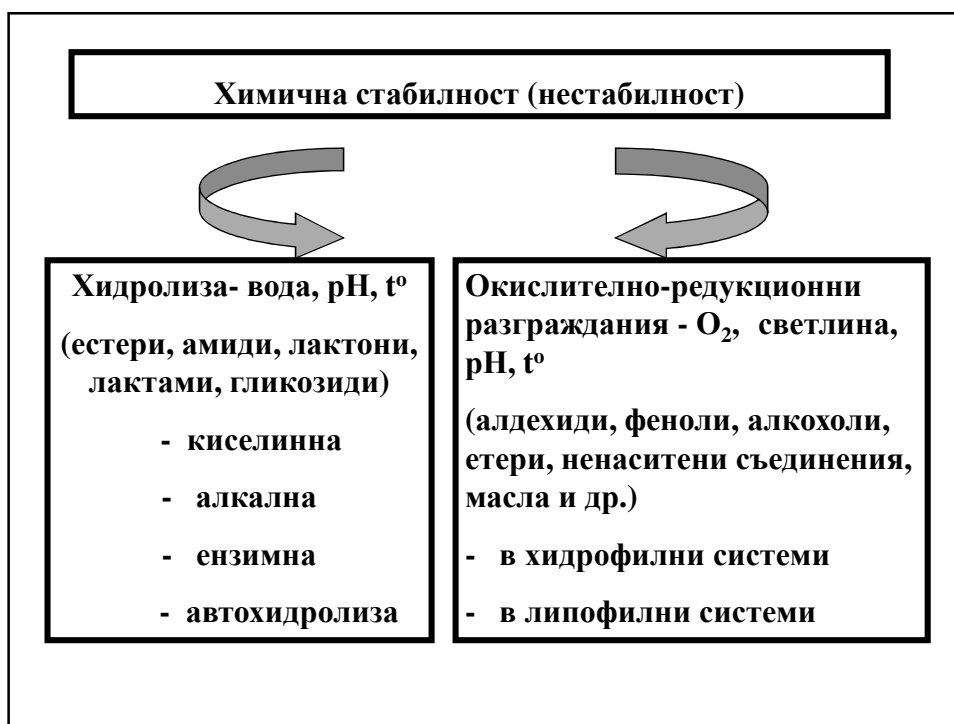 Химична стабилност (нестабилност)
Хидролиза- вода, pH, tº
(естери, амиди, лактони,
лактами, гликозиди)
- киселинна
- алкална
- ензимна
- автохидролиза
Окислително-редукционни
разграждания - O₂, светлина,
pH, tº
(алдехиди, феноли, алкохоли,
етери, ненаситени съединения,
масла и др.)
- в хидрофилни системи
- в липофилни системи